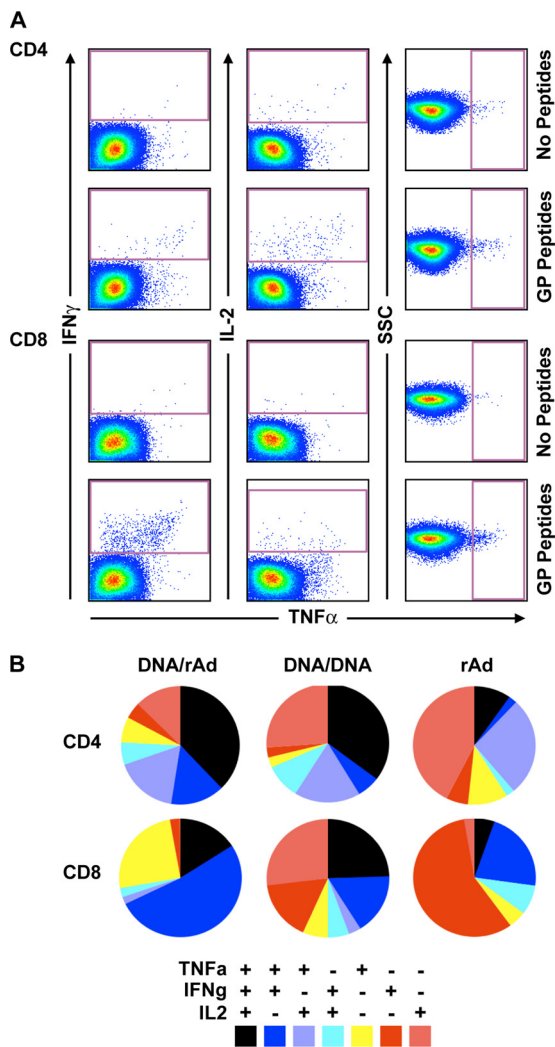 A
CD4
IFNγ
IL-2
SSC
No Peptides
GP Peptides
CD8
No Peptides
GP Peptides
TNFα
B
DNA/rAd DNA/DNA rAd
CD4
CD8
TNFa + + + - + - -
IFNg + + - + - + -
IL2 + - + + - - +